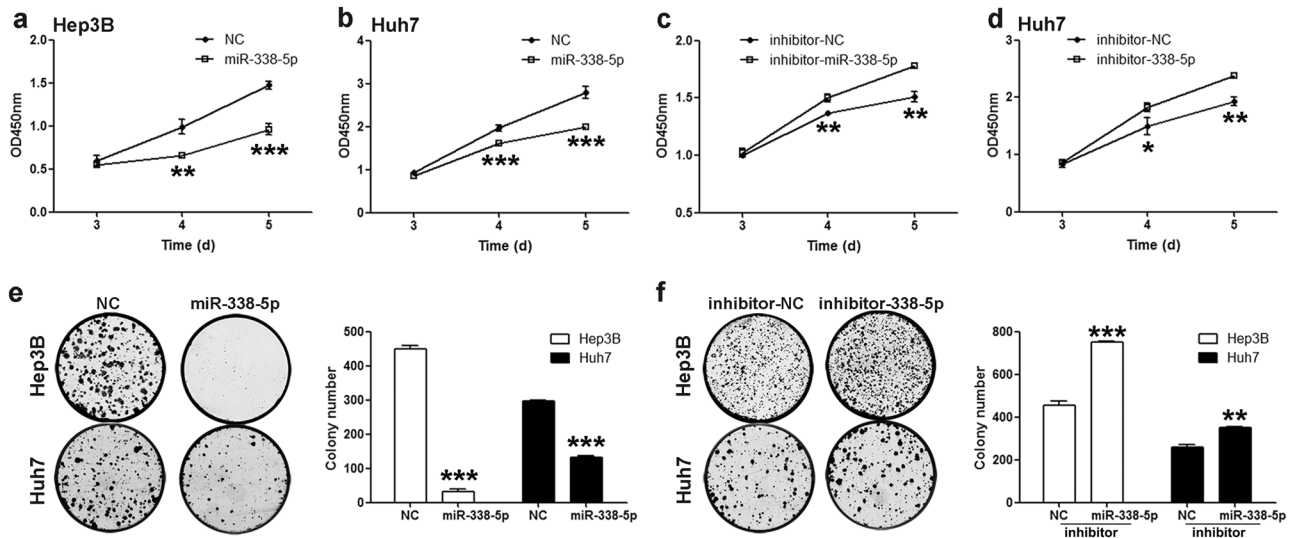 a Hep3B
NC
miR-338-5p
2.0
1.5
1.0
0.5
0.0
OD450nm
**
***
3 4 5
Time (d)
b Huh7
NC
miR-338-5p
4
3
2
1
0
OD450nm
***
***
3 4 5
Time (d)
c
inhibitor-NC
inhibitor-miR-338-5p
2.0
1.5
1.0
0.5
OD450nm
**
**
3 4 5
Time (d)
d Huh7
inhibitor-NC
inhibitor-338-5p
3
2
1
0
OD450nm
*
**
3 4 5
Time (d)
e
NC miR-338-5p
Hep3B
Huh7
500
400
300
200
100
0
Colony number
Hep3B
Huh7
***
***
NC miR-338-5p NC miR-338-5p
f
inhibitor-NC inhibitor-338-5p
Hep3B
Huh7
800
600
400
200
0
Colony number
Hep3B
Huh7
***
**
NC miR-338-5p NC miR-338-5p
inhibitor inhibitor